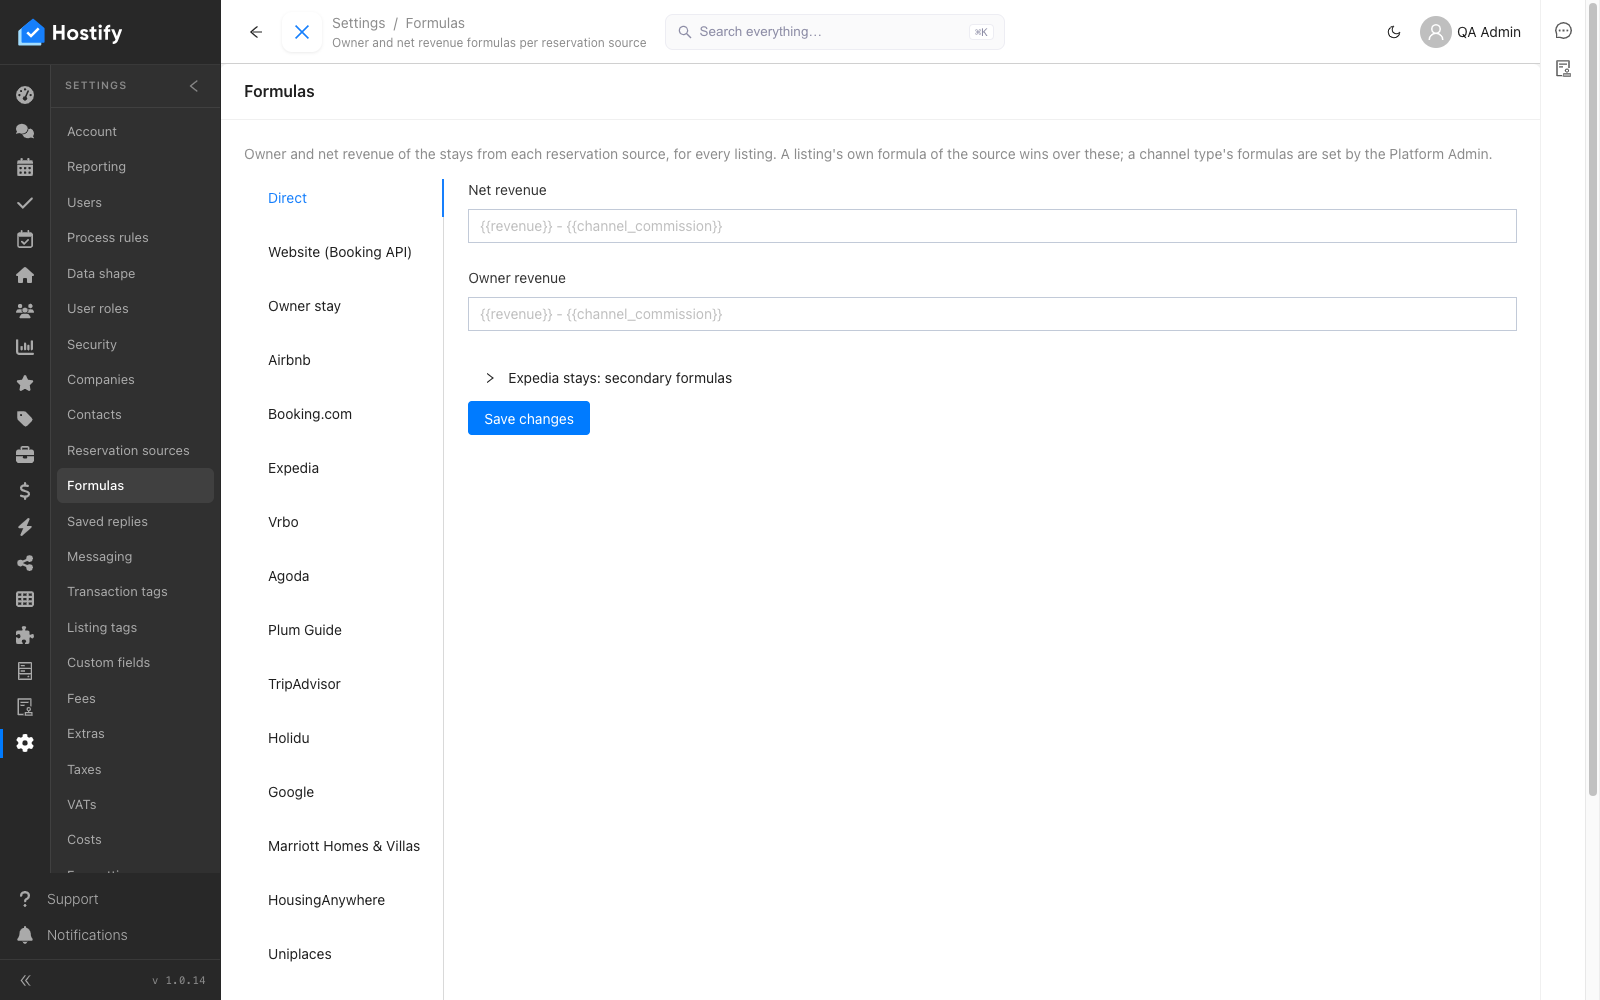 Hostify
Settings / Formulas
Owner and net revenue formulas per reservation source
Search everything...
⌘K
QA Admin
SETTINGS
Account
Reporting
Users
Process rules
Data shape
User roles
Security
Companies
Contacts
Reservation sources
Formulas
Saved replies
Messaging
Transaction tags
Listing tags
Custom fields
Fees
Extras
Taxes
VATs
Costs
Support
Notifications
v 1.0.14
Formulas
Owner and net revenue of the stays from each reservation source, for every listing. A listing's own formula of the source wins over these; a channel type's formulas are set by the Platform Admin.
Direct
Website (Booking API)
Owner stay
Airbnb
Booking.com
Expedia
Vrbo
Agoda
Plum Guide
TripAdvisor
Holidu
Google
Marriott Homes & Villas
HousingAnywhere
Uniplaces
Net revenue
{{revenue}} - {{channel_commission}}
Owner revenue
{{revenue}} - {{channel_commission}}
Expedia stays: secondary formulas
Save changes